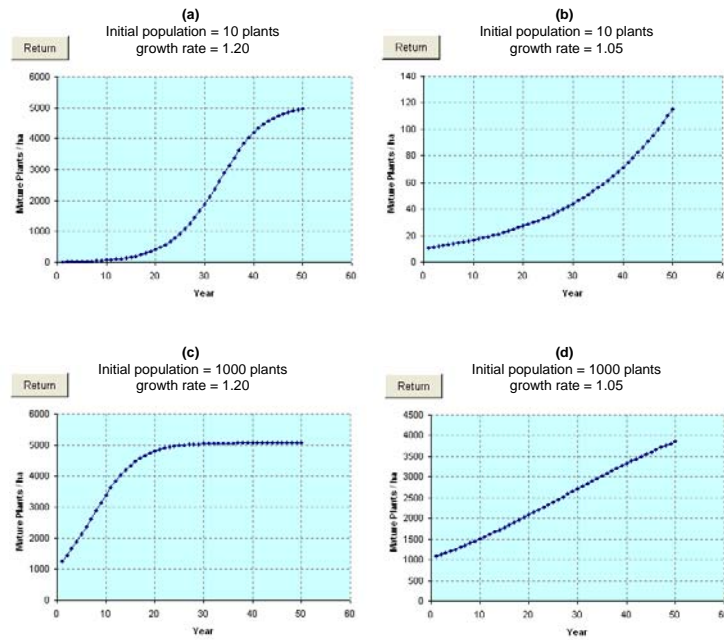 (a)
Initial population = 10 plants
growth rate = 1.20
Return
6000
5000
4000
3000
2000
1000
0
Mature Plants / ha
0 10 20 30 40 50 60
Year
(b)
Initial population = 10 plants
growth rate = 1.05
Return
140
120
100
80
60
40
20
0
Mature Plants / ha
0 10 20 30 40 50 60
Year
(c)
Initial population = 1000 plants
growth rate = 1.20
Return
6000
5000
4000
3000
2000
1000
0
Mature Plants / ha
0 10 20 30 40 50 60
Year
(d)
Initial population = 1000 plants
growth rate = 1.05
Return
4500
4000
3500
3000
2500
2000
1500
1000
500
0
Mature Plants / ha
0 10 20 30 40 50 60
Year